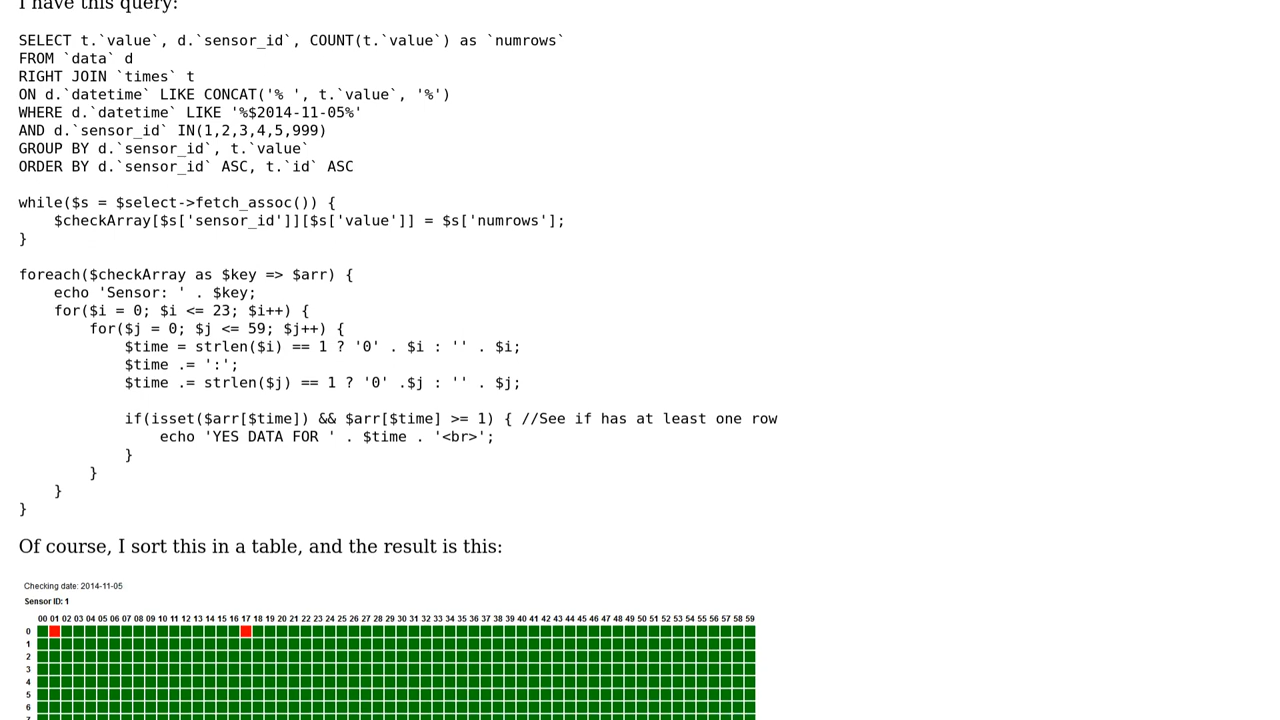 I have this query:
SELECT t.`value`, d.`sensor_id`, COUNT(t.`value`) as `numrows`
FROM `data` d
RIGHT JOIN `times` t
ON d.`datetime` LIKE CONCAT('% ', t.`value`, '%')
WHERE d.`datetime` LIKE '%$2014-11-05%'
AND d.`sensor_id` IN(1,2,3,4,5,999)
GROUP BY d.`sensor_id`, t.`value`
ORDER BY d.`sensor_id` ASC, t.`id` ASC
while($s = $select->fetch_assoc()) {
    $checkArray[$s['sensor_id']][$s['value']] = $s['numrows'];
}
foreach($checkArray as $key => $arr) {
    echo 'Sensor: ' . $key;
    for($i = 0; $i <= 23; $i++) {
        for($j = 0; $j <= 59; $j++) {
            $time = strlen($i) == 1 ? '0' . $i : '' . $i;
            $time .= ':';
            $time .= strlen($j) == 1 ? '0' .$j : '' . $j;
            if(isset($arr[$time]) && $arr[$time] >= 1) { //See if has at least one row
                echo 'YES DATA FOR ' . $time . '<br>';
            }
        }
    }
}
Of course, I sort this in a table, and the result is this:
Checking date: 2014-11-05
Sensor ID: 1
00 01 02 03 04 05 06 07 08 09 10 11 12 13 14 15 16 17 18 19 20 21 22 23 24 25 26 27 28 29 30 31 32 33 34 35 36 37 38 39 40 41 42 43 44 45 46 47 48 49 50 51 52 53 54 55 56 57 58 59
0
1
2
3
4
5
6
7